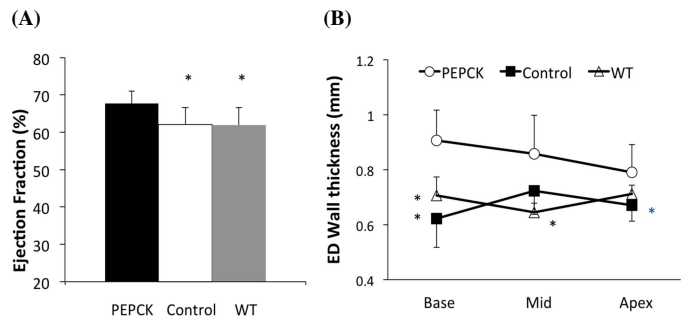 (A)
Ejection Fraction (%)
80
70
60
50
40
30
20
* *
PEPCK Control WT
(B)
ED Wall thickness (mm)
1.2
1
0.8
0.6
0.4
PEPCK Control WT
*
*
*
*
Base Mid Apex